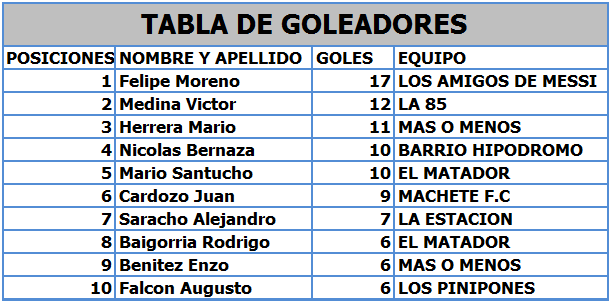 TABLA DE GOLEADORES
POSICIONES NOMBRE Y APELLIDO GOLES EQUIPO
1 Felipe Moreno 17 LOS AMIGOS DE MESSI
2 Medina Victor 12 LA 85
3 Herrera Mario 11 MAS O MENOS
4 Nicolas Bernaza 10 BARRIO HIPODROMO
5 Mario Santucho 10 EL MATADOR
6 Cardozo Juan 9 MACHETE F.C
7 Saracho Alejandro 7 LA ESTACION
8 Baigorria Rodrigo 6 EL MATADOR
9 Benitez Enzo 6 MAS O MENOS
10 Falcon Augusto 6 LOS PINIPONES